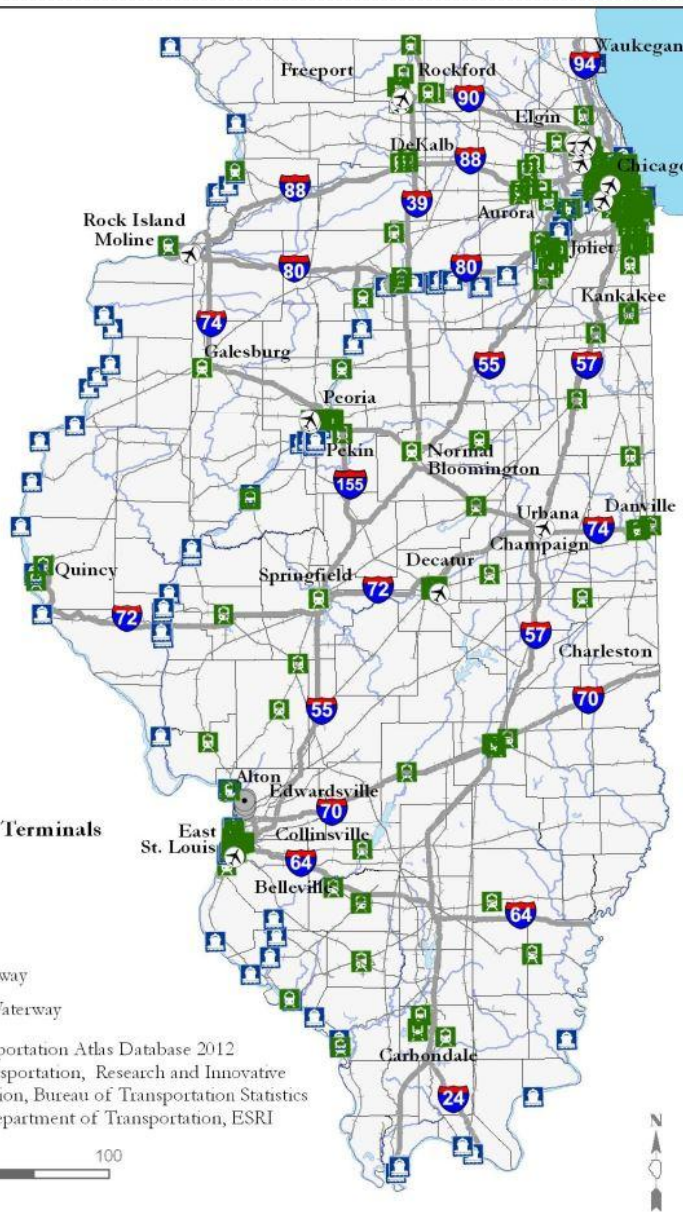 Waukegan
94
Freeport
Rockford
90
Elgin
DeKalb
88
Chicago
88
39
Aurora
Rock Island
Moline
Joliet
80
80
Kankakee
74
Galesburg
55
57
Peoria
Pekin
Normal
Bloomington
155
Urbana
Danville
74
Champaign
Decatur
Quincy
Springfield
72
72
57
Charleston
70
55
Alton
Edwardsville
70
Terminals
East
St. Louis
Collinsville
64
Belleville
64
way
Waterway
portation Atlas Database 2012
sportation, Research and Innovative
ion, Bureau of Transportation Statistics
epartment of Transportation, ESRI
Carbondale
24
100
N